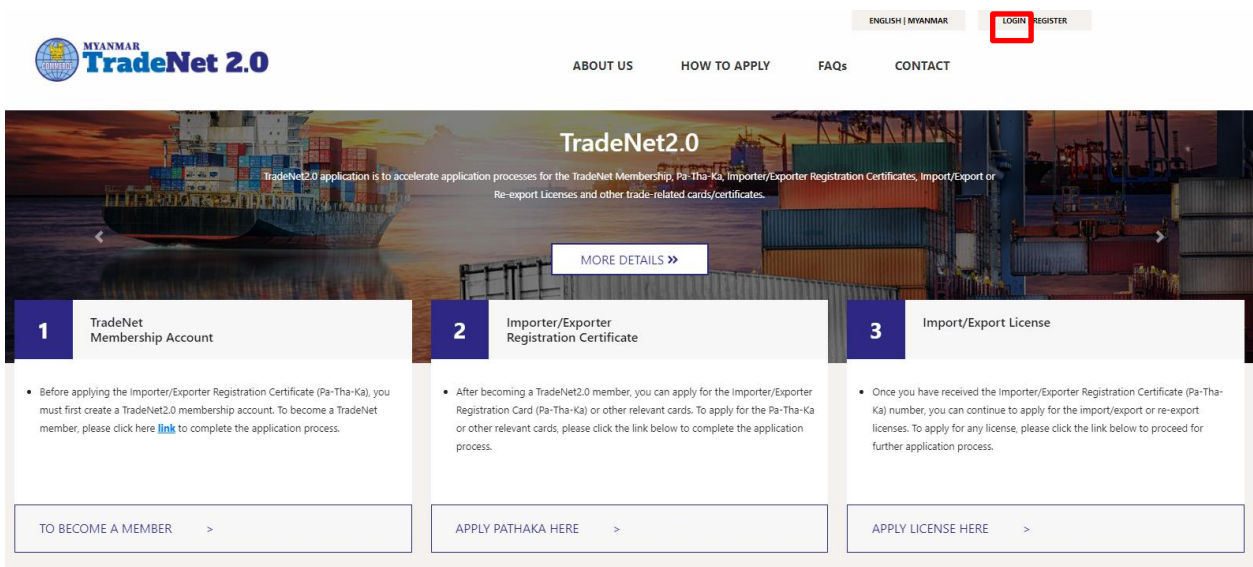 ENGLISH | MYANMAR
LOGIN REGISTER
COMMERCE
MYANMAR
TradeNet 2.0
ABOUT US
HOW TO APPLY
FAQs
CONTACT
TradeNet2.0
TradeNet2.0 application is to accelerate application processes for the TradeNet Membership, Pa-Tha-Ka, Importer/Exporter Registration Certificates, Import/Export or
Re-export Licenses and other trade-related cards/certificates.
MORE DETAILS »
1
TradeNet
Membership Account
• Before applying the Importer/Exporter Registration Certificate (Pa-Tha-Ka), you
must first create a TradeNet2.0 membership account. To become a TradeNet
member, please click here link to complete the application process.
TO BECOME A MEMBER >
2
Importer/Exporter
Registration Certificate
• After becoming a TradeNet2.0 member, you can apply for the Importer/Exporter
Registration Card (Pa-Tha-Ka) or other relevant cards. To apply for the Pa-Tha-Ka
or other relevant cards, please click the link below to complete the application
process.
APPLY PATHAKA HERE >
3
Import/Export License
• Once you have received the Importer/Exporter Registration Certificate (Pa-Tha-
Ka) number, you can continue to apply for the import/export or re-export
licenses. To apply for any license, please click the link below to proceed for
further application process.
APPLY LICENSE HERE >